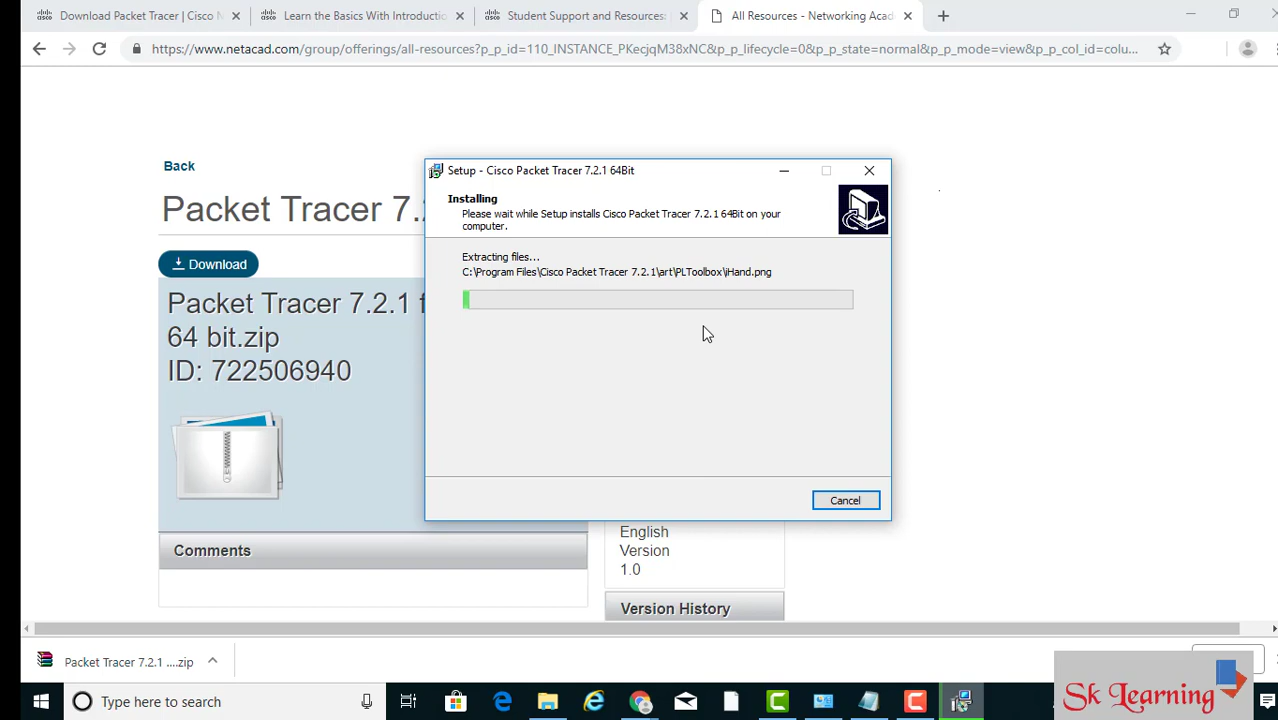 Download Packet Tracer | Cisco N
Learn the Basics With Introductio
Student Support and Resources:
All Resources - Networking Acad
https://www.netacad.com/group/offerings/all-resources?p_p_id=110_INSTANCE_PKecjqM38xNC&p_p_lifecycle=0&p_p_state=normal&p_p_mode=view&p_p_col_id=colu...
Back
Packet Tracer 7.
Download
Packet Tracer 7.2.1 f
64 bit.zip
ID: 722506940
Comments
Setup - Cisco Packet Tracer 7.2.1 64Bit
Installing
Please wait while Setup installs Cisco Packet Tracer 7.2.1 64Bit on your
computer.
Extracting files...
C:\Program Files\Cisco Packet Tracer 7.2.1\art\PLToolbox\iHand.png
Cancel
English
Version
1.0
Version History
Packet Tracer 7.2.1 ....zip
Type here to search
Sk Learning